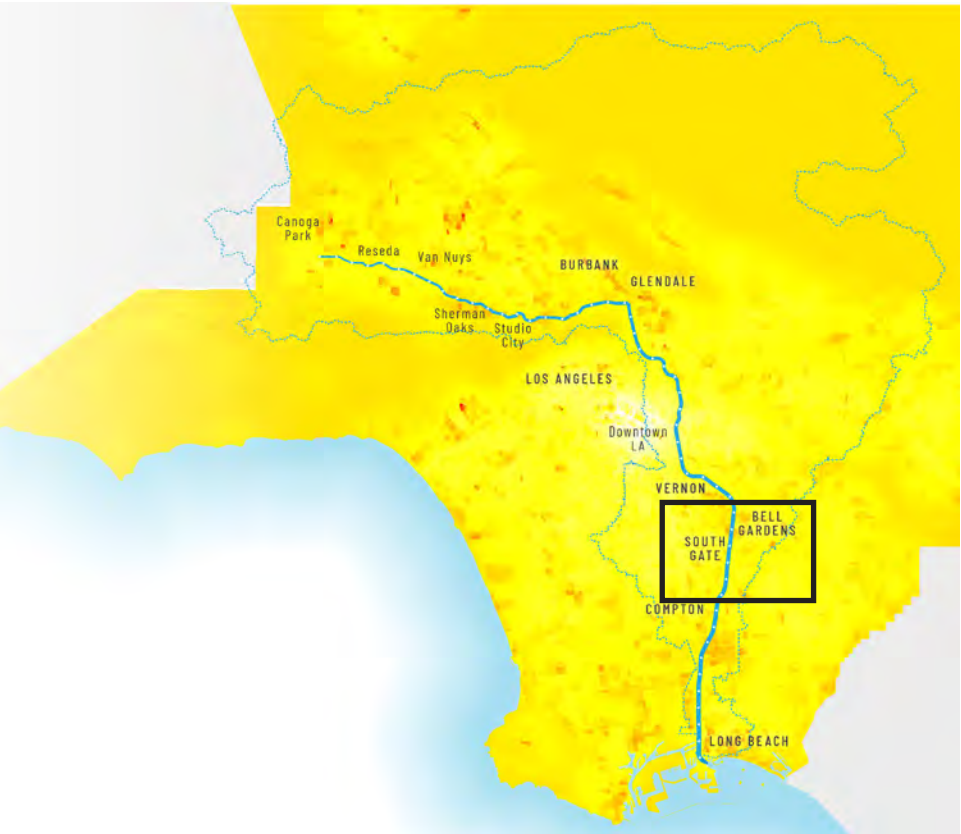 Canoga
Park
Reseda
Van Nuys
BURBANK
GLENDALE
Sherman
Oaks
Studio
City
LOS ANGELES
Downtown
LA
VERNON
BELL
GARDENS
SOUTH
GATE
COMPTON
LONG BEACH